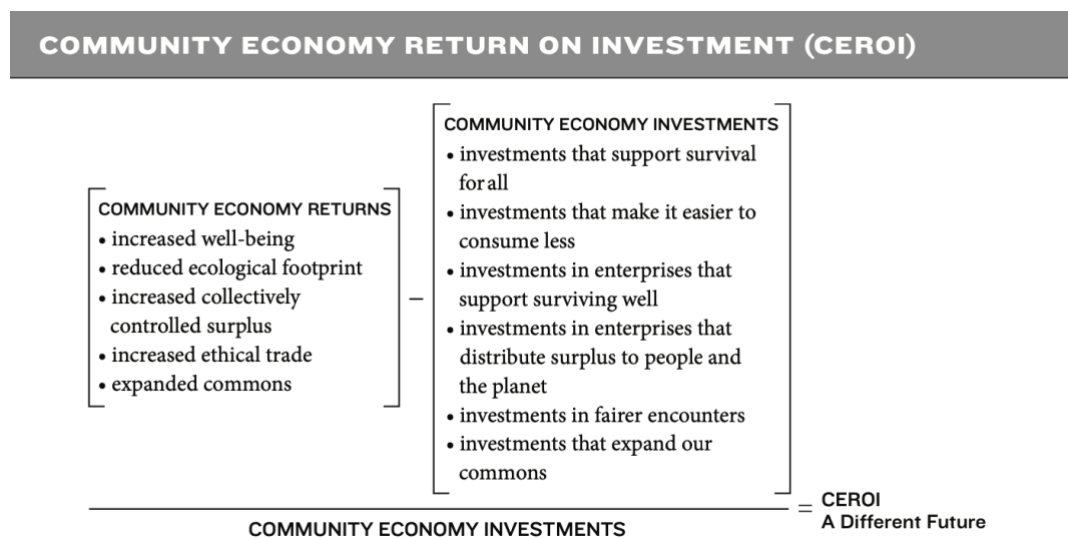 COMMUNITY ECONOMY RETURN ON INVESTMENT (CEROI)
COMMUNITY ECONOMY RETURNS
• increased well-being
• reduced ecological footprint
• increased collectively
controlled surplus
• increased ethical trade
• expanded commons
–
COMMUNITY ECONOMY INVESTMENTS
• investments that support survival
for all
• investments that make it easier to
consume less
• investments in enterprises that
support surviving well
• investments in enterprises that
distribute surplus to people and
the planet
• investments in fairer encounters
• investments that expand our
commons
COMMUNITY ECONOMY INVESTMENTS
= CEROI
A Different Future